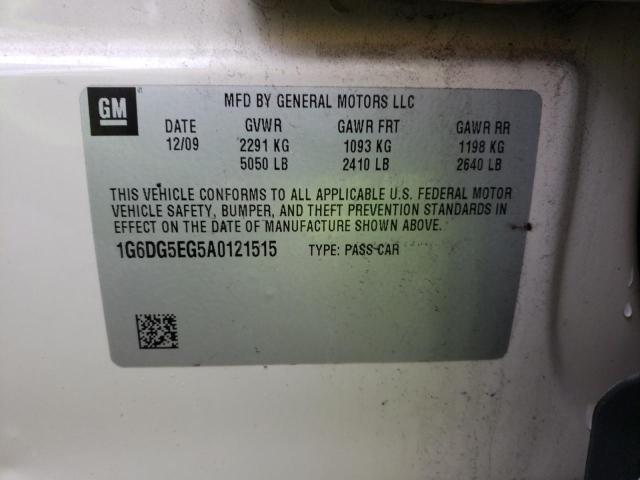 GM
MFD BY GENERAL MOTORS LLC
DATE GVWR GAWR FRT GAWR RR
12/09 2291 KG 1093 KG 1198 KG
5050 LB 2410 LB 2640 LB
THIS VEHICLE CONFORMS TO ALL APPLICABLE U.S. FEDERAL MOTOR
VEHICLE SAFETY, BUMPER, AND THEFT PREVENTION STANDARDS IN
EFFECT ON THE DATE OF MANUFACTURE SHOWN ABOVE.
1G6DG5EG5A0121515 TYPE: PASS CAR